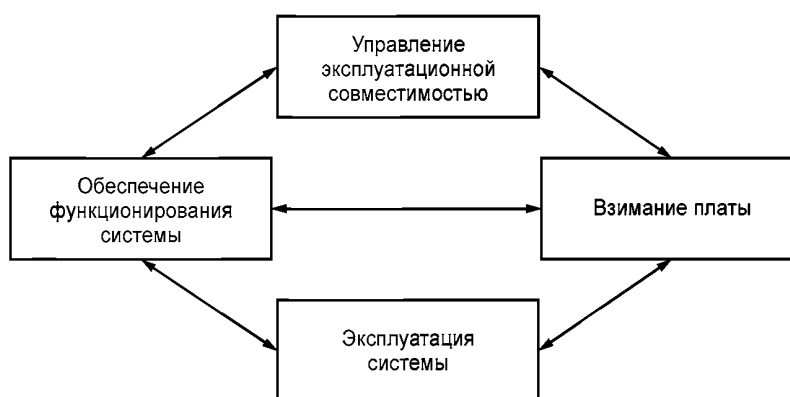 Управление
эксплуатационной
совместимостью
Обеспечение
функционирования
системы
Взимание платы
Эксплуатация
системы